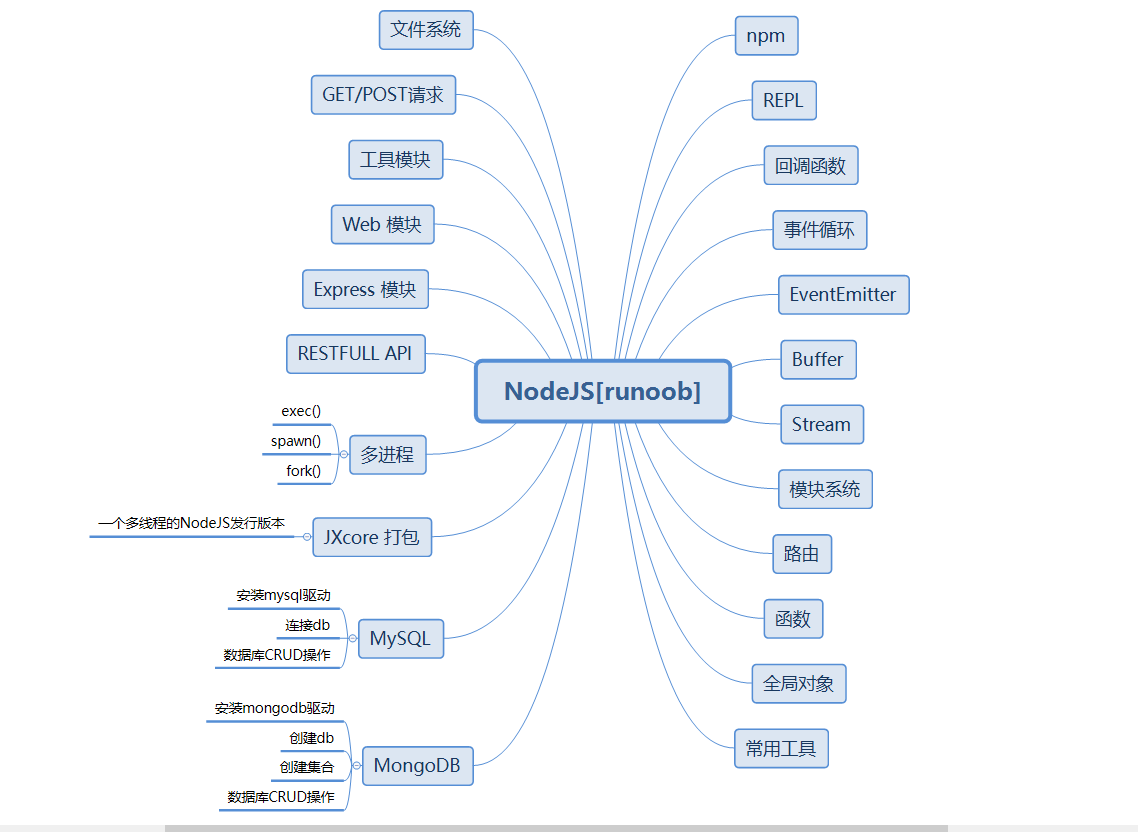 NodeJS[runoob]
npm
REPL
回调函数
事件循环
EventEmitter
Buffer
Stream
模块系统
路由
函数
全局对象
常用工具
文件系统
GET/POST请求
工具模块
Web 模块
Express 模块
RESTFULL API
多进程
exec()
spawn()
fork()
JXcore 打包
一个多线程的NodeJS发行版本
MySQL
安装mysql驱动
连接db
数据库CRUD操作
MongoDB
安装mongodb驱动
创建db
创建集合
数据库CRUD操作